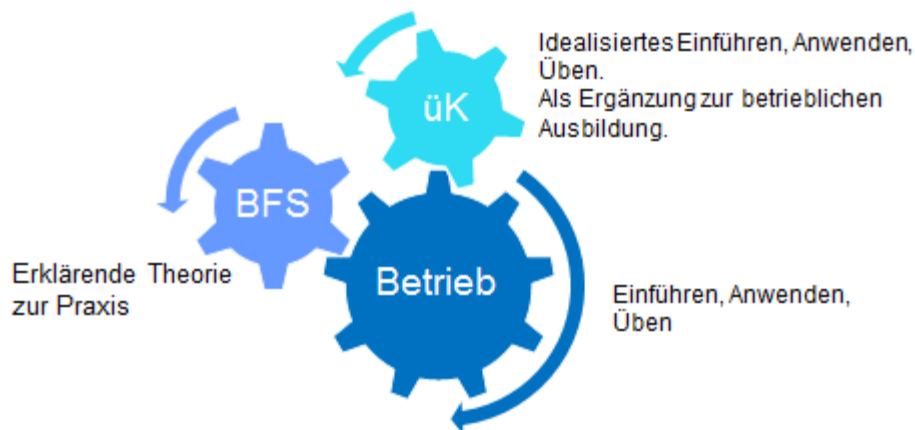 Idealisiertes Einführen, Anwenden,
Üben.
Als Ergänzung zur betrieblichen
Ausbildung.
üK
BFS
Erklärende Theorie
zur Praxis
Betrieb
Einführen, Anwenden,
Üben